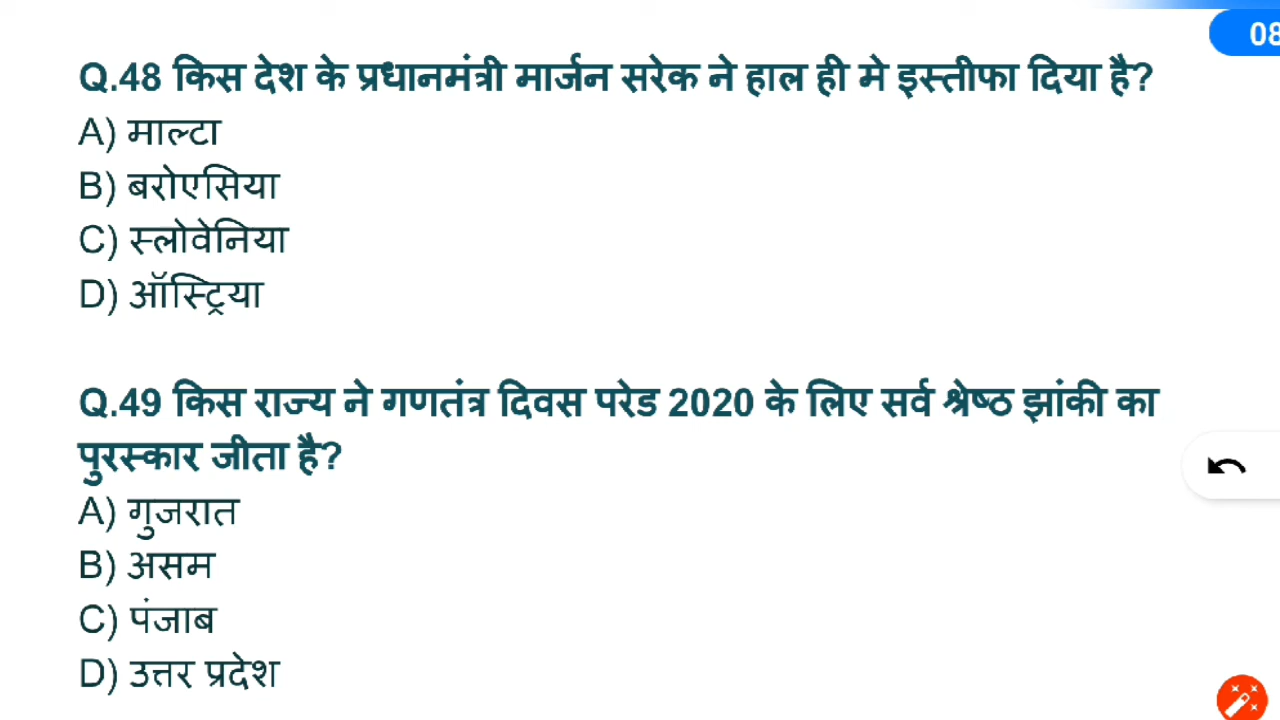 08
Q.48 किस देश के प्रधानमंत्री मार्जन सरेक ने हाल ही मे इस्तीफा दिया है?
A) माल्टा
B) बरोएसिया
C) स्लोवेनिया
D) ऑस्ट्रिया
Q.49 किस राज्य ने गणतंत्र दिवस परेड 2020 के लिए सर्व श्रेष्ठ झांकी का
पुरस्कार जीता है?
A) गुजरात
B) असम
C) पंजाब
D) उत्तर प्रदेश